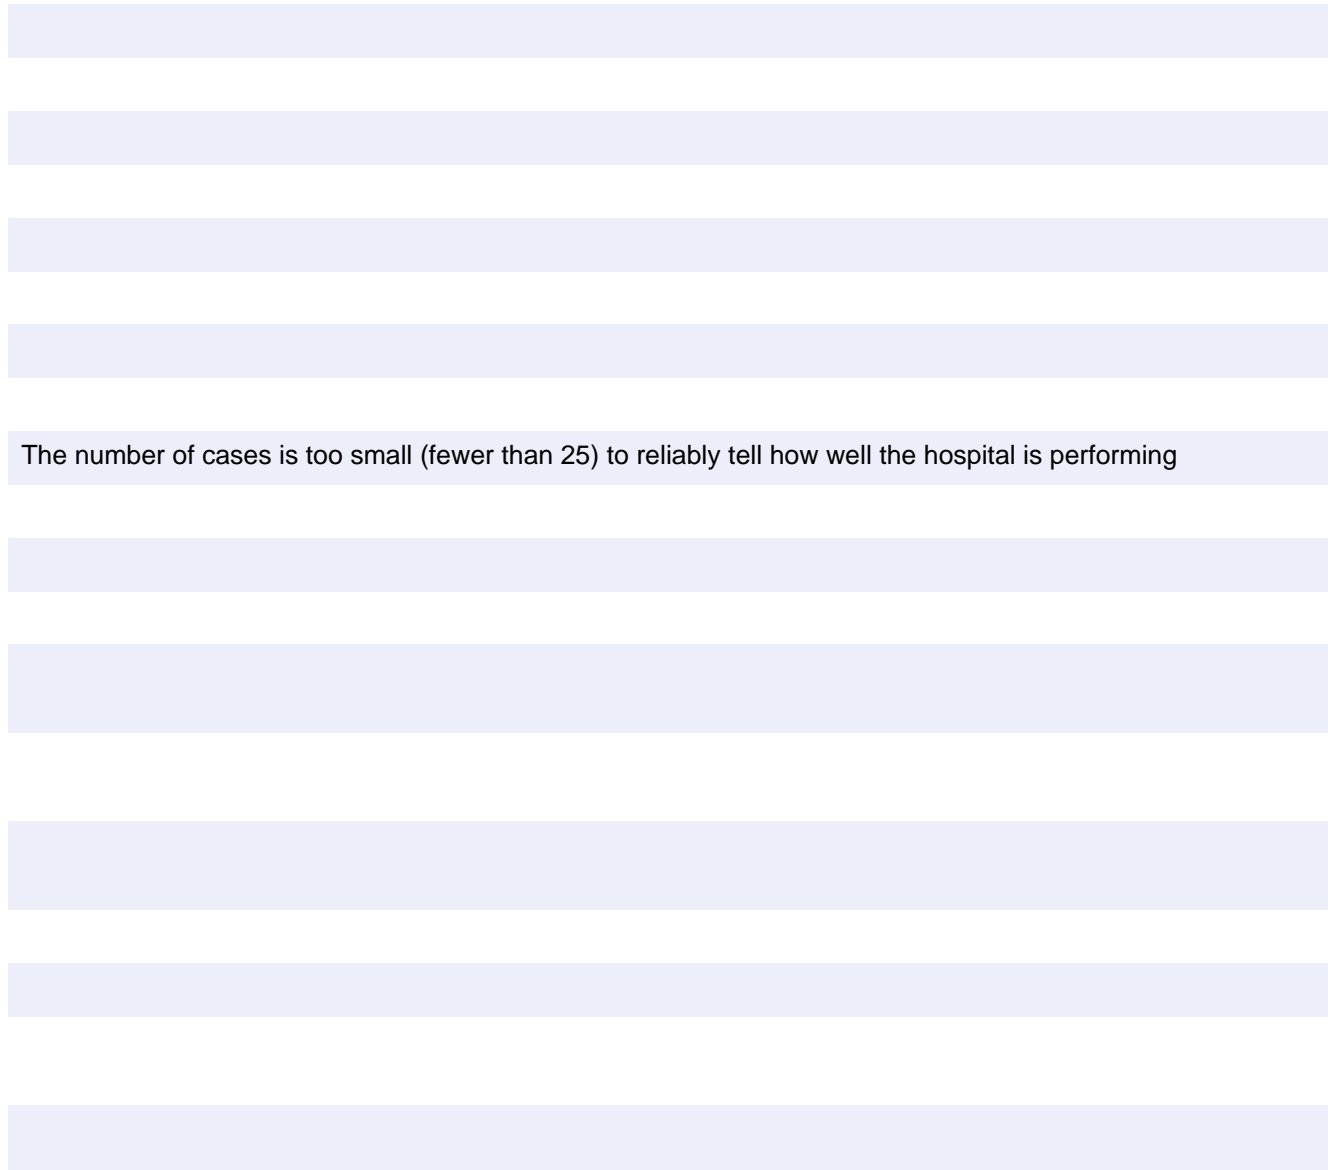 The number of cases is too small (fewer than 25) to reliably tell how well the hospital is performing